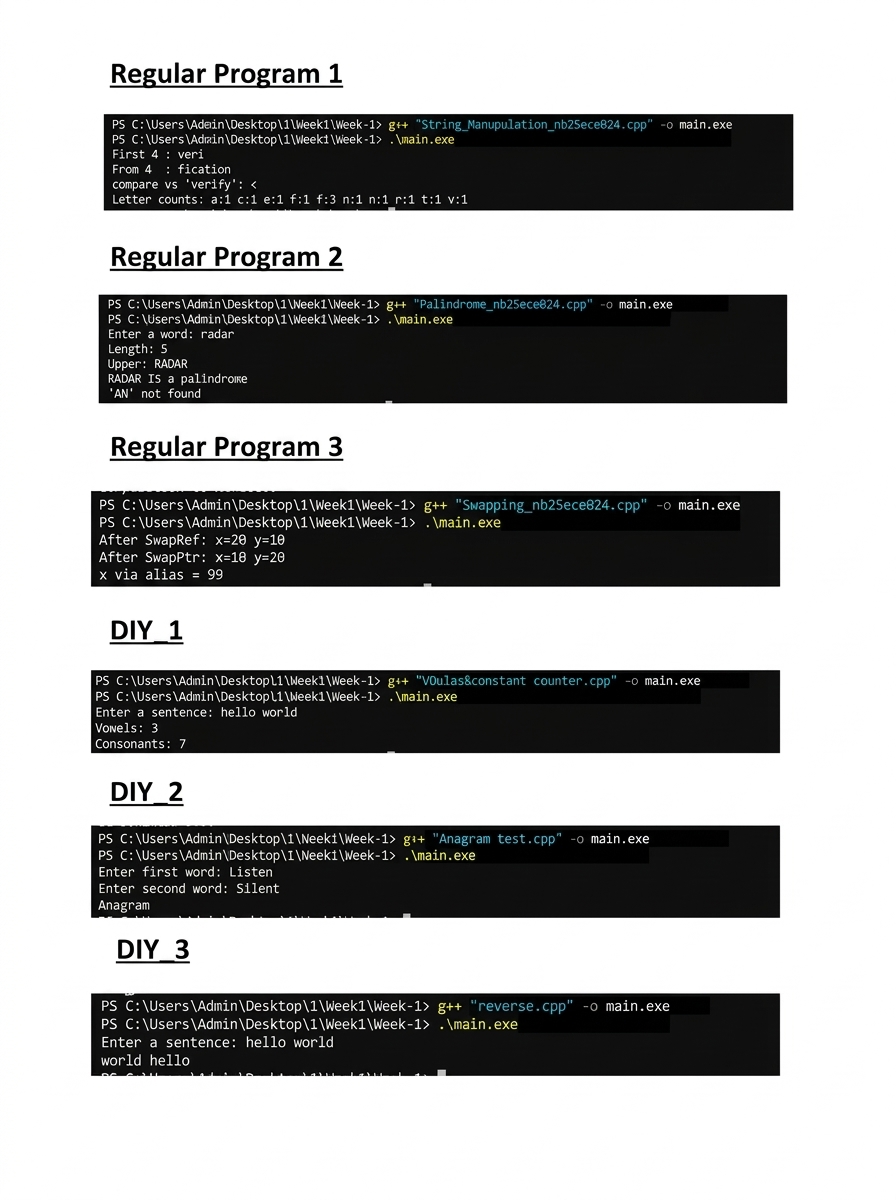 Regular Program 1
PS C:\Users\Admin\Desktop\1\Week1\Week-1> g++ "String_Manupulation_nb25ece024.cpp" -o main.exe
PS C:\Users\Admin\Desktop\1\Week1\Week-1> .\main.exe
First 4 : veri
From 4 : fication
compare vs 'verify': <
Letter counts: a:1 c:1 e:1 f:1 f:3 n:1 n:1 r:1 t:1 v:1
Regular Program 2
PS C:\Users\Admin\Desktop\1\Week1\Week-1> g++ "Palindrome_nb25ece024.cpp" -o main.exe
PS C:\Users\Admin\Desktop\1\Week1\Week-1> .\main.exe
Enter a word: radar
Length: 5
Upper: RADAR
RADAR IS a palindrome
'AN' not found
Regular Program 3
PS C:\Users\Admin\Desktop\1\Week1\Week-1> g++ "Swapping_nb25ece024.cpp" -o main.exe
PS C:\Users\Admin\Desktop\1\Week1\Week-1> .\main.exe
After SwapRef: x=20 y=10
After SwapPtr: x=10 y=20
x via alias = 99
DIY_1
PS C:\Users\Admin\Desktop\1\Week1\Week-1> g++ "VOulas&constant counter.cpp" -o main.exe
PS C:\Users\Admin\Desktop\1\Week1\Week-1> .\main.exe
Enter a sentence: hello world
Vowels: 3
Consonants: 7
DIY_2
PS C:\Users\Admin\Desktop\1\Neek1\Week-1> g++ "Anagram test.cpp" -o main.exe
PS C:\Users\Admin\Desktop\I\Neek1\Week-1> .\main.exe
Enter first word: Listen
Enter second word: Silent
Anagram
DIY_3
PS C:\Users\Admin\Desktop\1\Week1\Week-1> g++ "reverse.cpp" -o main.exe
PS C:\Users\Admin\Desktop\1\Week1\Week-1> .\main.exe
Enter a sentence: hello world
world hello